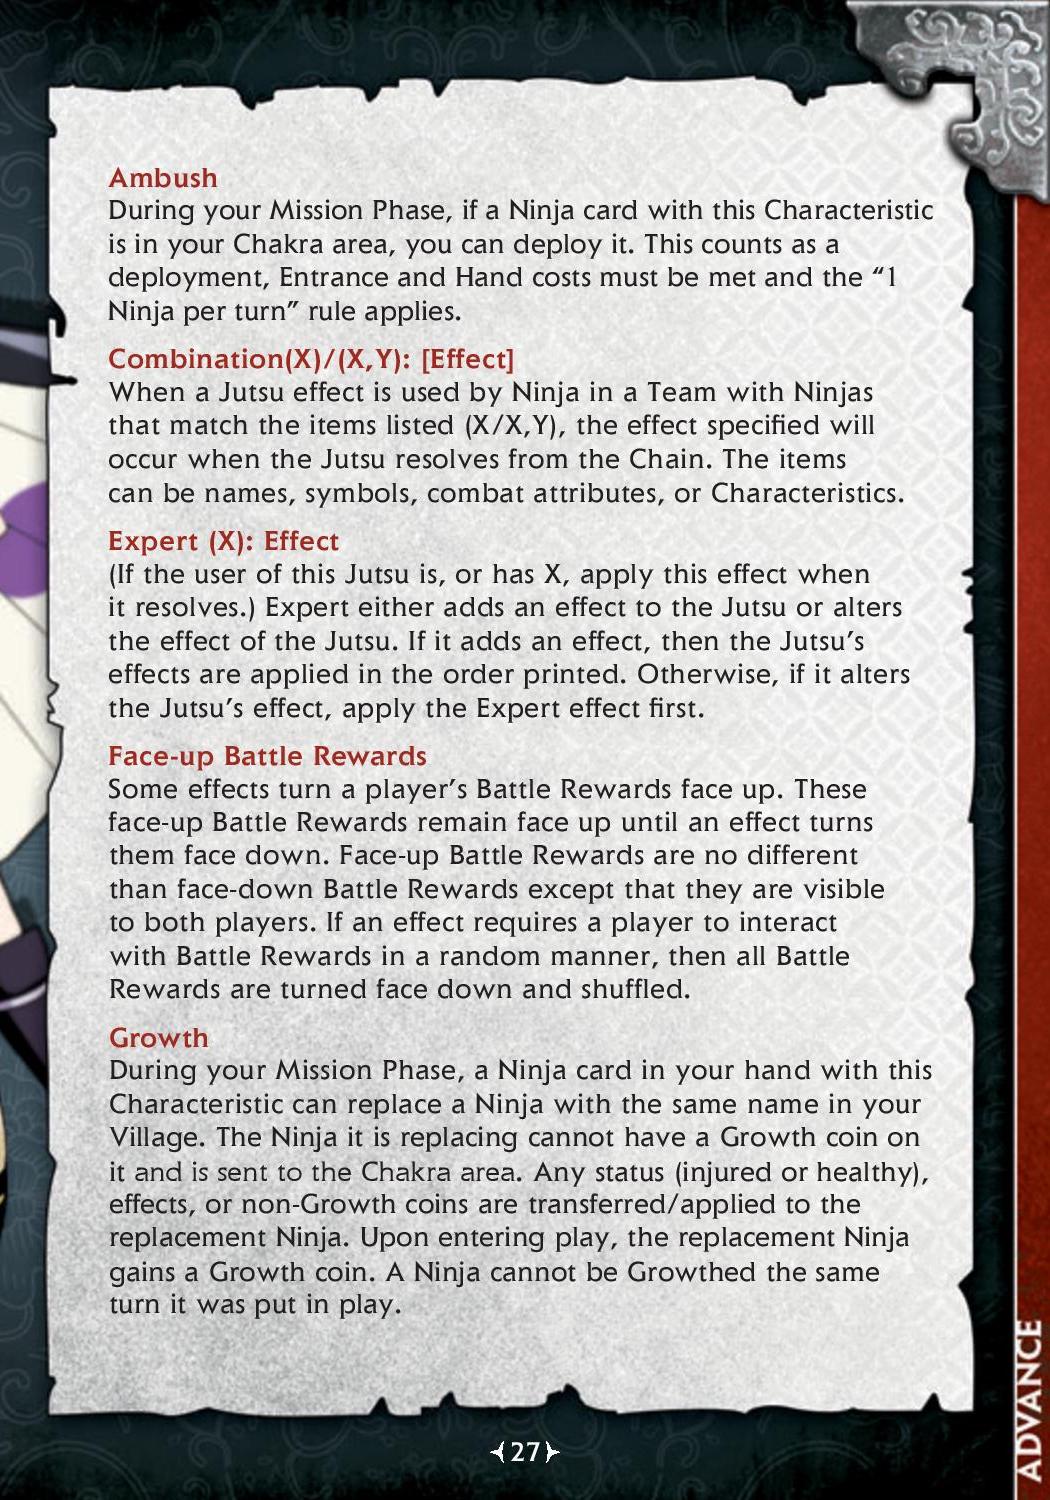 Ambush
During your Mission Phase, if a Ninja card with this Characteristic
is in your Chakra area, you can deploy it. This counts as a
deployment, Entrance and Hand costs must be met and the “1
Ninja per turn” rule applies.
Combination(X)/(X,Y): [Effect]
When a Jutsu effect is used by Ninja in a Team with Ninjas
that match the items listed (X/X,Y), the effect specified will
occur when the Jutsu resolves from the Chain. The items
can be names, symbols, combat attributes, or Characteristics.
Expert (X): Effect
(If the user of this Jutsu is, or has X, apply this effect when
it resolves.) Expert either adds an effect to the Jutsu or alters
the effect of the Jutsu. If it adds an effect, then the Jutsu’s
effects are applied in the order printed. Otherwise, if it alters
the Jutsu’s effect, apply the Expert effect first.
Face-up Battle Rewards
Some effects turn a player’s Battle Rewards face up. These
face-up Battle Rewards remain face up until an effect turns
them face down. Face-up Battle Rewards are no different
than face-down Battle Rewards except that they are visible
to both players. If an effect requires a player to interact
with Battle Rewards in a random manner, then all Battle
Rewards are turned face down and shuffled.
Growth
During your Mission Phase, a Ninja card in your hand with this
Characteristic can replace a Ninja with the same name in your
Village. The Ninja it is replacing cannot have a Growth coin on
it and is sent to the Chakra area. Any status (injured or healthy),
effects, or non-Growth coins are transferred/applied to the
replacement Ninja. Upon entering play, the replacement Ninja
gains a Growth coin. A Ninja cannot be Growthed the same
turn it was put in play.
27
ADVANCE